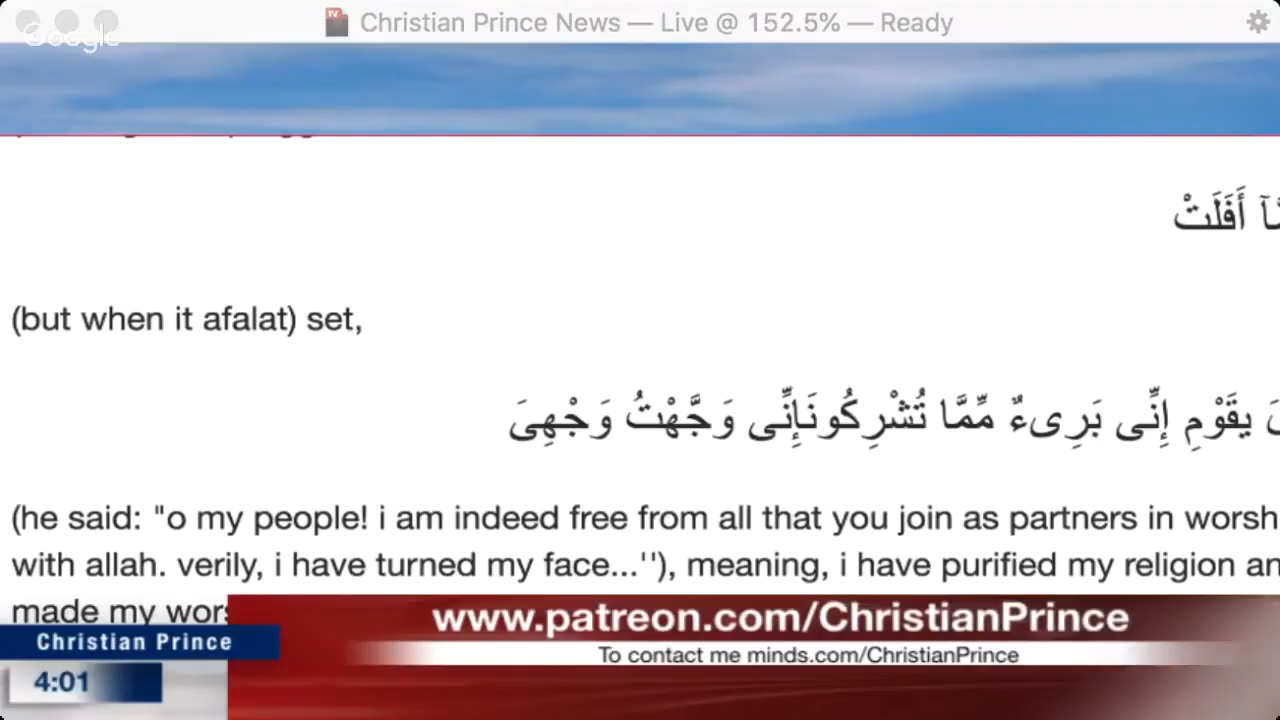 Christian Prince News — Live @ 152.5% — Ready
Google
أَفَلَتْ
(but when it afalat) set,
يقَوْمِ إِنِّى بَرِىءٌ مِّمَّا تُشْرِكُونَإِنِّى وَجَّهْتُ وَجْهِىَ
(he said: "o my people! i am indeed free from all that you join as partners in worsh
with allah. verily, i have turned my face...''), meaning, i have purified my religion an
made my wors
www.patreon.com/ChristianPrince
Christian Prince
To contact me minds.com/ChristianPrince
4:01